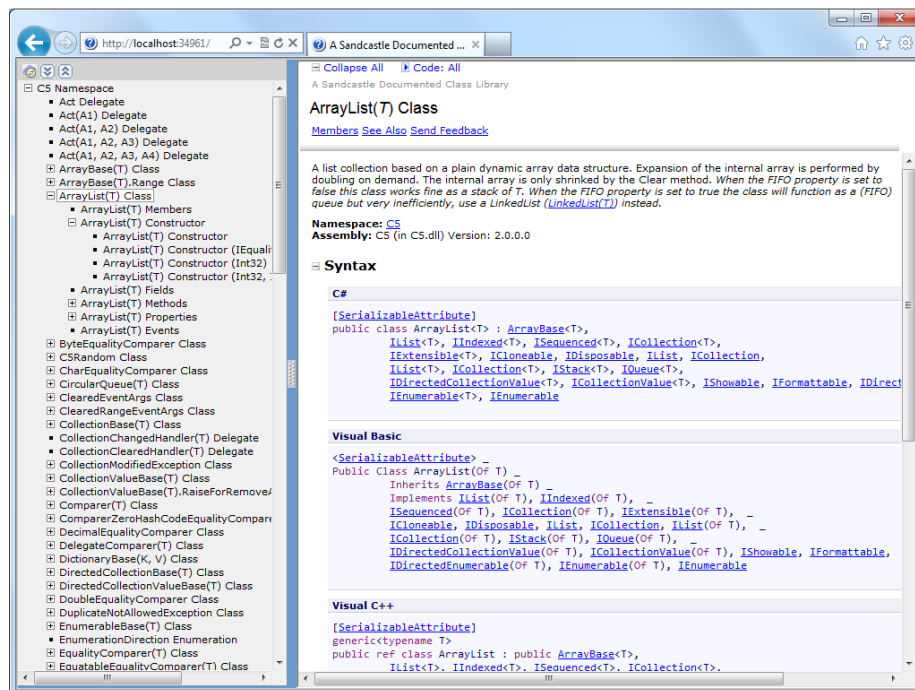 http://localhost:34961/
A Sandcastle Documented ...
C5 Namespace
Act Delegate
Act(A1) Delegate
Act(A1, A2) Delegate
Act(A1, A2, A3) Delegate
Act(A1, A2, A3, A4) Delegate
ArrayBase(T) Class
ArrayBase(T).Range Class
ArrayList(T) Class
ArrayList(T) Members
ArrayList(T) Constructor
ArrayList(T) Constructor
ArrayList(T) Constructor (IEquali
ArrayList(T) Constructor (Int32)
ArrayList(T) Constructor (Int32, 
ArrayList(T) Fields
ArrayList(T) Methods
ArrayList(T) Properties
ArrayList(T) Events
ByteEqualityComparer Class
C5Random Class
CharEqualityComparer Class
CircularQueue(T) Class
ClearedEventArgs Class
ClearedRangeEventArgs Class
CollectionBase(T) Class
CollectionChangedHandler(T) Delegate
CollectionClearedHandler(T) Delegate
CollectionModifiedException Class
CollectionValueBase(T) Class
CollectionValueBase(T).RaiseForRemoveA
Comparer(T) Class
ComparerZeroHashCodeEqualityCompare
DecimalEqualityComparer Class
DelegateComparer(T) Class
DictionaryBase(K, V) Class
DirectedCollectionBase(T) Class
DirectedCollectionValueBase(T) Class
DoubleEqualityComparer Class
DuplicateNotAllowedException Class
EnumerableBase(T) Class
EnumerationDirection Enumeration
EqualityComparer(T) Class
EquatableEqualityComparer(T) Class
Collapse All Code: All
A Sandcastle Documented Class Library
ArrayList(T) Class
Members See Also Send Feedback
A list collection based on a plain dynamic array data structure. Expansion of the internal array is performed by
doubling on demand. The internal array is only shrinked by the Clear method. When the FIFO property is set to
false this class works fine as a stack of T. When the FIFO property is set to true the class will function as a (FIFO)
queue but very inefficiently, use a LinkedList (LinkedList(T)) instead.
Namespace: C5
Assembly: C5 (in C5.dll) Version: 2.0.0.0
Syntax
C#
[SerializableAttribute]
public class ArrayList<T> : ArrayBase<T>,
IList<T>, IIndexed<T>, ISequenced<T>, ICollection<T>,
IExtensible<T>, ICloneable, IDisposable, IList, ICollection,
IList<T>, ICollection<T>, IStack<T>, IQueue<T>,
IDirectedCollectionValue<T>, ICollectionValue<T>, IShowable, IFormattable, IDirect
IEnumerable<T>, IEnumerable
Visual Basic
<SerializableAttribute> _
Public Class ArrayList(Of T) _
Inherits ArrayBase(Of T) _
Implements IList(Of T), IIndexed(Of T), _
ISequenced(Of T), ICollection(Of T), IExtensible(Of T), _
ICloneable, IDisposable, IList, ICollection, IList(Of T), _
ICollection(Of T), IStack(Of T), IQueue(Of T), _
IDirectedCollectionValue(Of T), ICollectionValue(Of T), IShowable, IFormattable,
IDirectedEnumerable(Of T), IEnumerable(Of T), IEnumerable
Visual C++
[SerializableAttribute]
generic<typename T>
public ref class ArrayList : public ArrayBase<T>,
IList<T>, IIndexed<T>, ISequenced<T>, ICollection<T>,